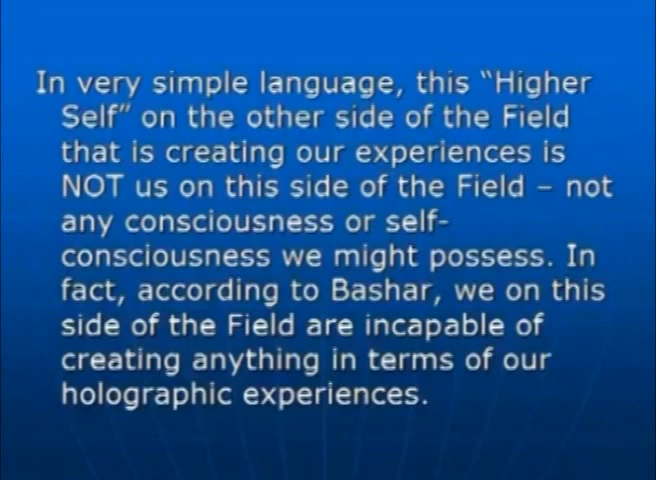 In very simple language, this “Higher
Self” on the other side of the Field
that is creating our experiences is
NOT us on this side of the Field – not
any consciousness or self-
consciousness we might possess. In
fact, according to Bashar, we on this
side of the Field are incapable of
creating anything in terms of our
holographic experiences.